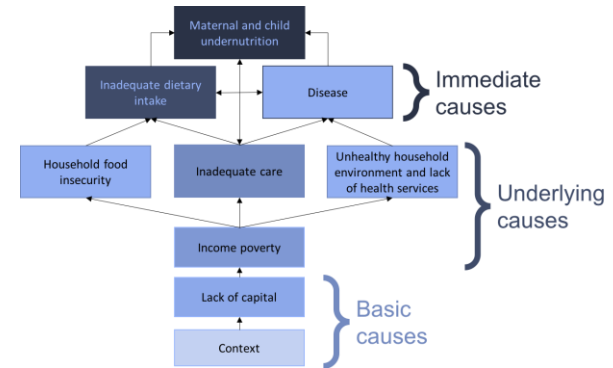 Maternal and child
undernutrition
Inadequate dietary
intake
Disease
Immediate
causes
Household food
insecurity
Inadequate care
Unhealthy household
environment and lack
of health services
Underlying
causes
Income poverty
Lack of capital
Basic
causes
Context